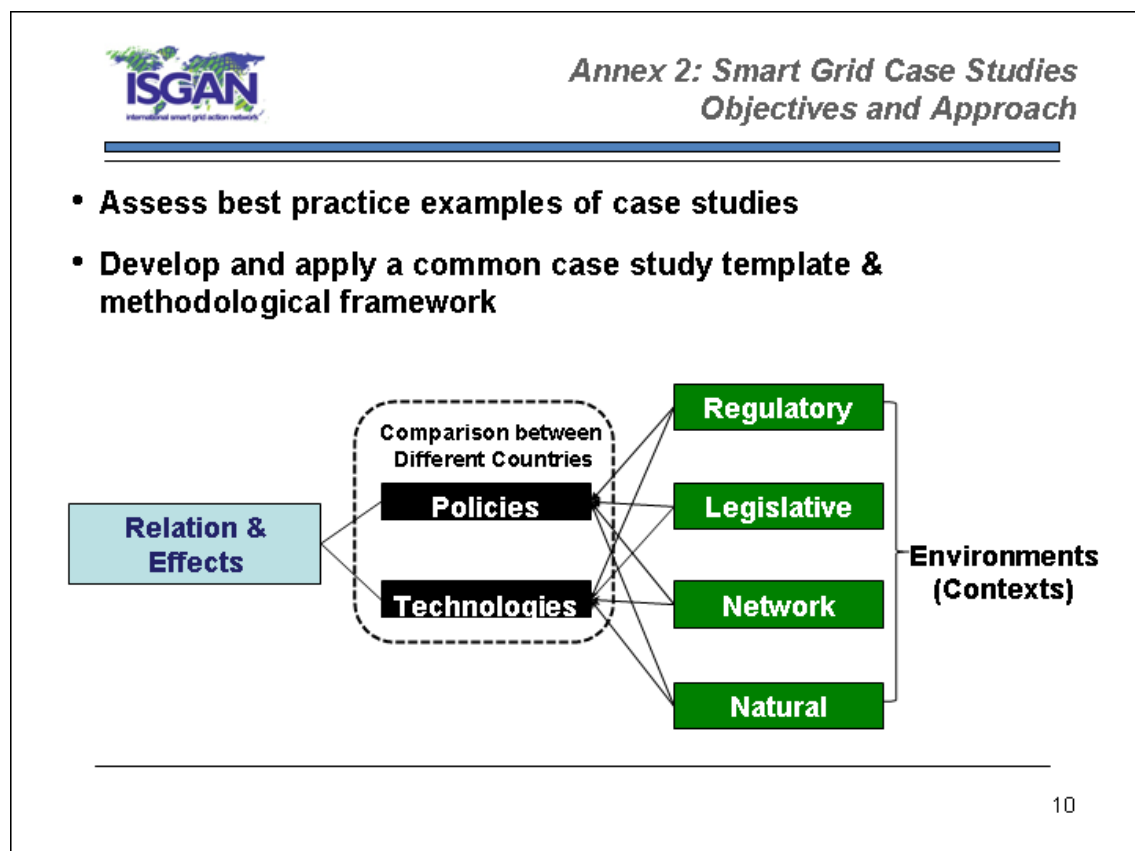 ISGAN
international smart grid action network
Annex 2: Smart Grid Case Studies
Objectives and Approach
• Assess best practice examples of case studies
• Develop and apply a common case study template &
methodological framework
Comparison between
Different Countries
Policies
Technologies
Relation &
Effects
Regulatory
Legislative
Network
Natural
Environments
(Contexts)
10